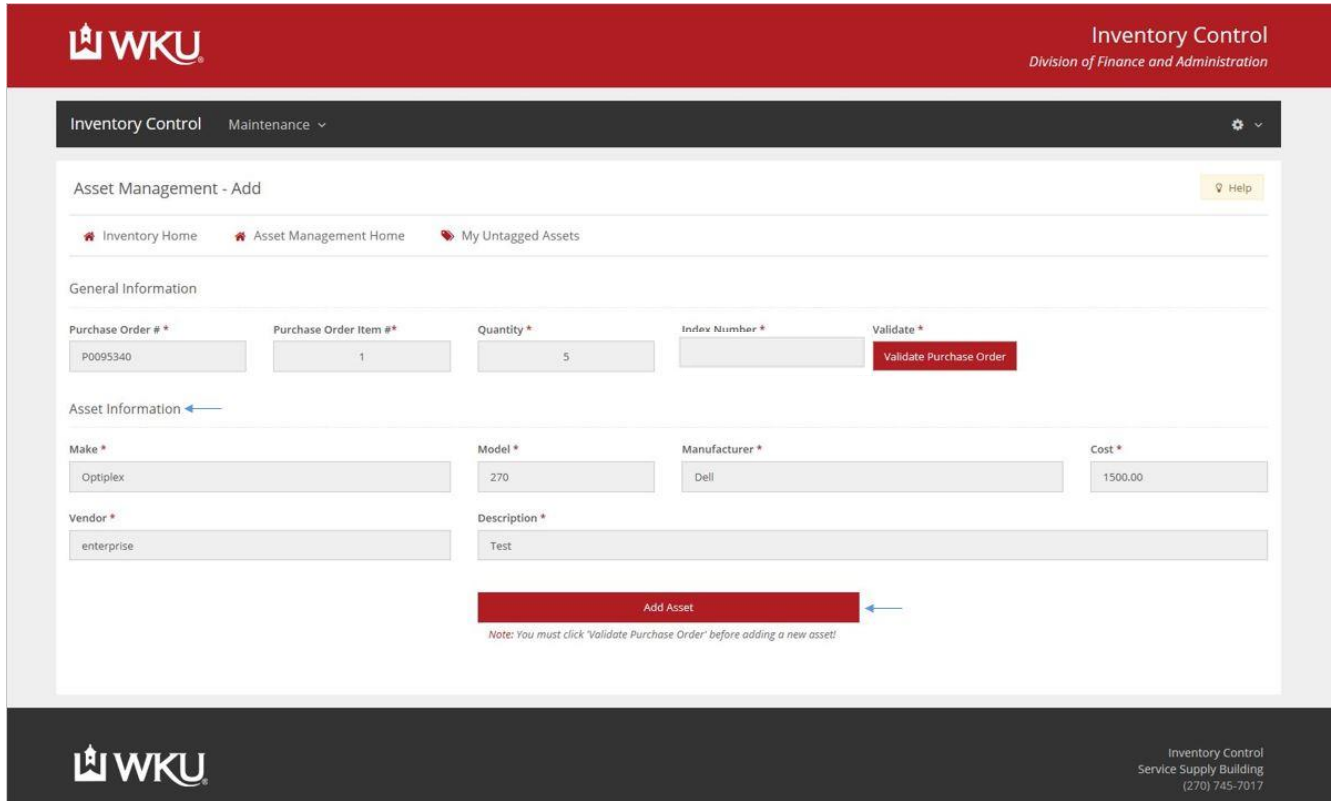 WKU
Inventory Control
Division of Finance and Administration
Inventory Control Maintenance
Asset Management - Add
Help
Inventory Home Asset Management Home My Untagged Assets
General Information
Purchase Order # * Purchase Order Item #* Quantity * Index Number * Validate *
P0095340 1 5 Validate Purchase Order
Asset Information
Make * Model * Manufacturer * Cost *
Optiplex 270 Dell 1500.00
Vendor * Description *
enterprise Test
Add Asset
Note: You must click 'Validate Purchase Order' before adding a new asset!
WKU
Inventory Control
Service Supply Building
(270) 745-7017